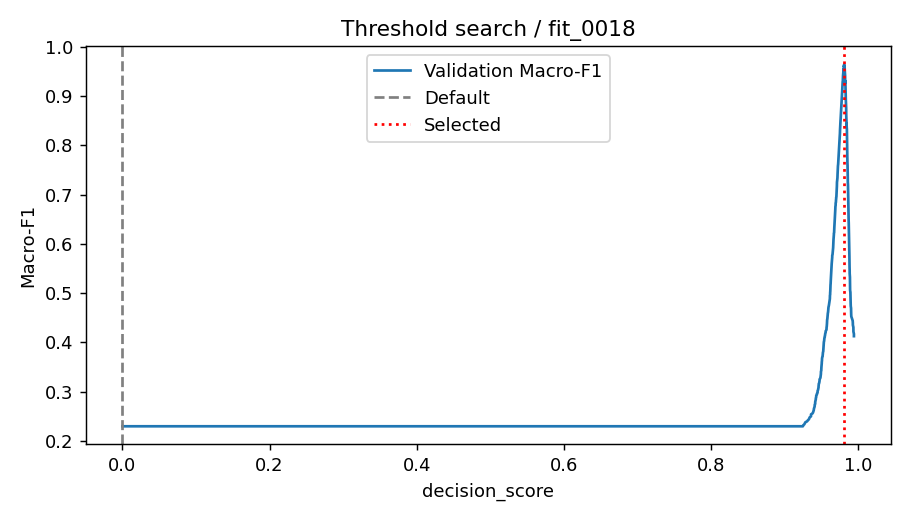 Threshold search / fit_0018
Validation Macro-F1
Default
Selected
Macro-F1
1.0
0.9
0.8
0.7
0.6
0.5
0.4
0.3
0.2
0.0 0.2 0.4 0.6 0.8 1.0
decision_score